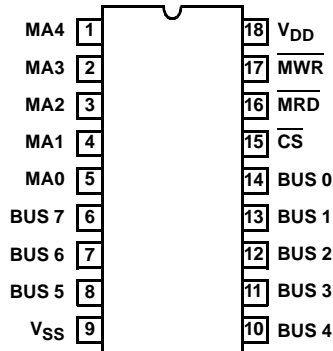 MA4 1 18 VDD
MA3 2 17 MWR
MA2 3 16 MRD
MA1 4 15 CS
MA0 5 14 BUS 0
BUS 7 6 13 BUS 1
BUS 6 7 12 BUS 2
BUS 5 8 11 BUS 3
VSS 9 10 BUS 4